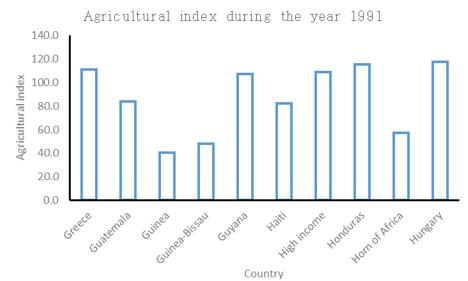 Agricultural index during the year 1991
Agricultural index
140.0
120.0
100.0
80.0
60.0
40.0
20.0
0.0
Greece
Guatemala
Guinea
Guinea-Bissau
Guyana
Haiti
High income
Honduras
Horn of Africa
Hungary
Country